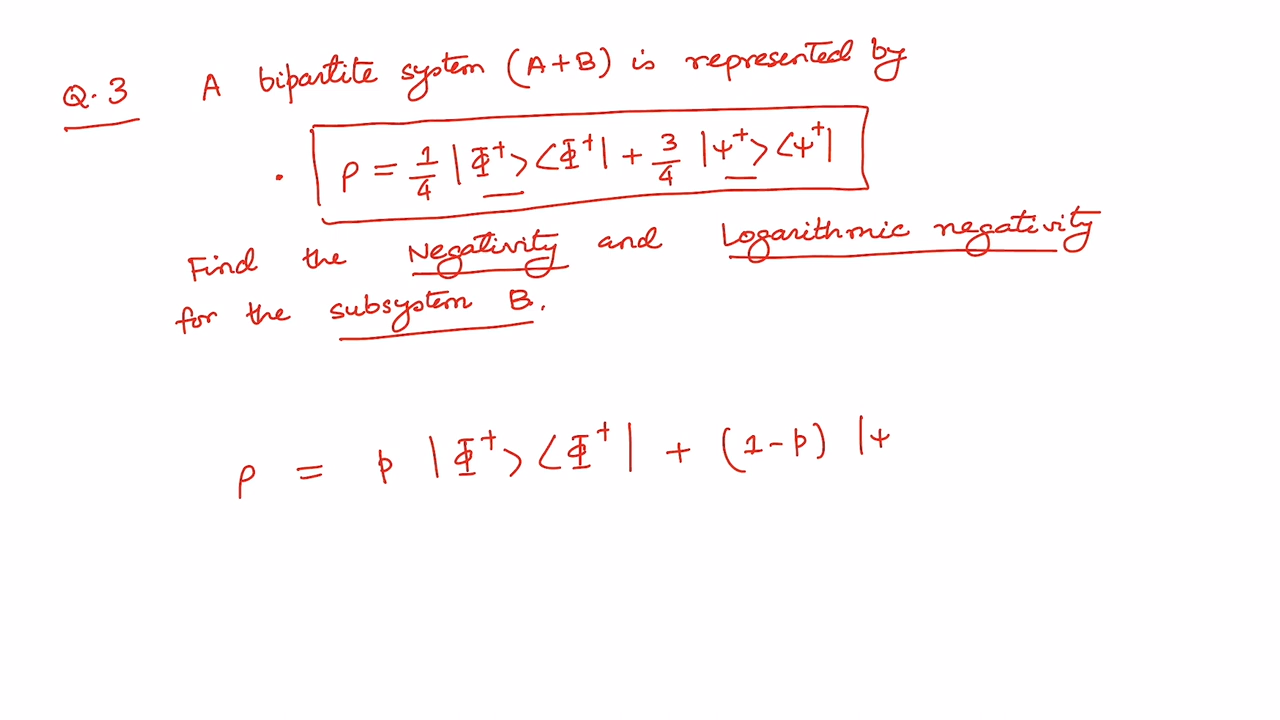 Q.3 A bipartite system (A+B) is represented by
ρ = 1/4 |Φ⁺> <Φ⁺| + 3/4 |ψ⁺> <ψ⁺|
Find the Negativity and Logarithmic negativity
for the subsystem B.
ρ = p |Φ⁺> <Φ⁺| + (1-p) |ψ